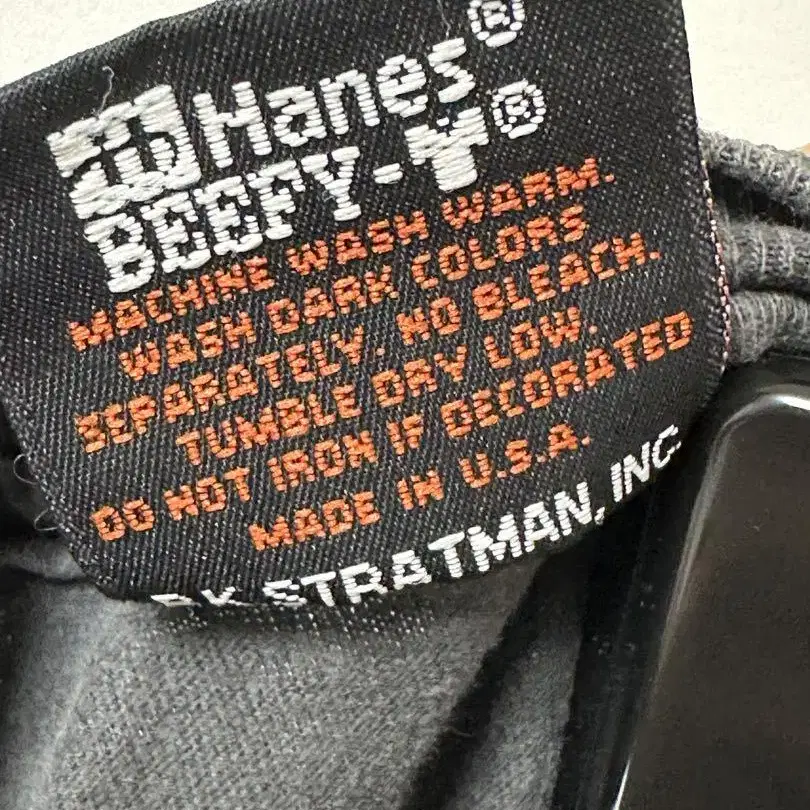 Hanes®
BEEFY-T®
MACHINE WASH WARM.
WASH DARK COLORS
SEPARATELY. NO BLEACH.
TUMBLE DRY LOW.
DO NOT IRON IF DECORATED
MADE IN U.S.A.
STRATMAN, INC.